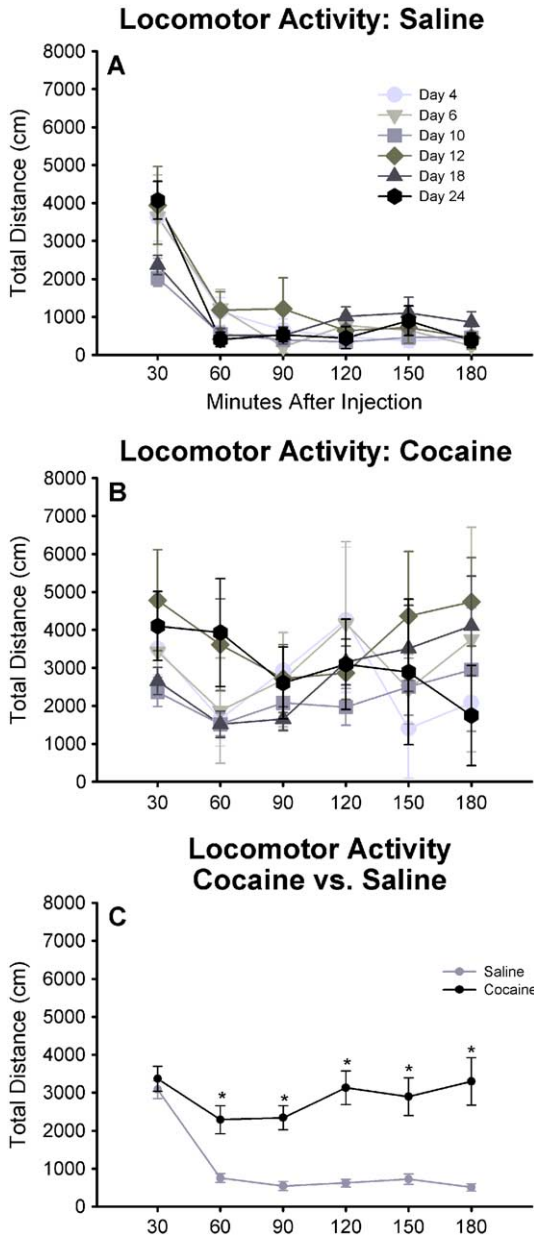 Locomotor Activity: Saline
A
8000
7000
6000
5000
4000
3000
2000
1000
0
Total Distance (cm)
Day 4
Day 6
Day 10
Day 12
Day 18
Day 24
30 60 90 120 150 180
Minutes After Injection
Locomotor Activity: Cocaine
B
8000
7000
6000
5000
4000
3000
2000
1000
0
Total Distance (cm)
30 60 90 120 150 180
Locomotor Activity
Cocaine vs. Saline
C
8000
7000
6000
5000
4000
3000
2000
1000
0
Total Distance (cm)
Saline
Cocaine
* * * * *
30 60 90 120 150 180